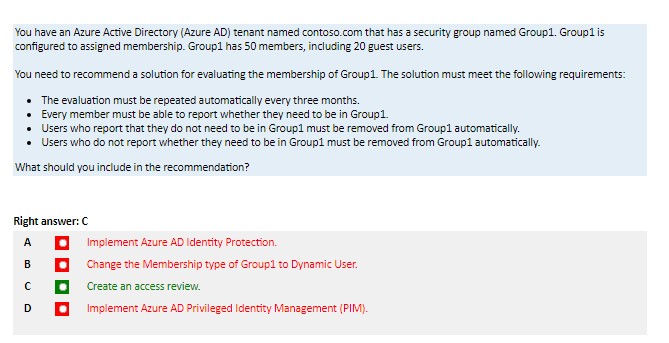 You have an Azure Active Directory (Azure AD) tenant named contoso.com that has a security group named Group1. Group1 is
configured to assigned membership. Group1 has 50 members, including 20 guest users.
You need to recommend a solution for evaluating the membership of Group1. The solution must meet the following requirements:
• The evaluation must be repeated automatically every three months.
• Every member must be able to report whether they need to be in Group1.
• Users who report that they do not need to be in Group1 must be removed from Group1 automatically.
• Users who do not report whether they need to be in Group1 must be removed from Group1 automatically.
What should you include in the recommendation?
Right answer: C
A Implement Azure AD Identity Protection.
B Change the Membership type of Group1 to Dynamic User.
C Create an access review.
D Implement Azure AD Privileged Identity Management (PIM).